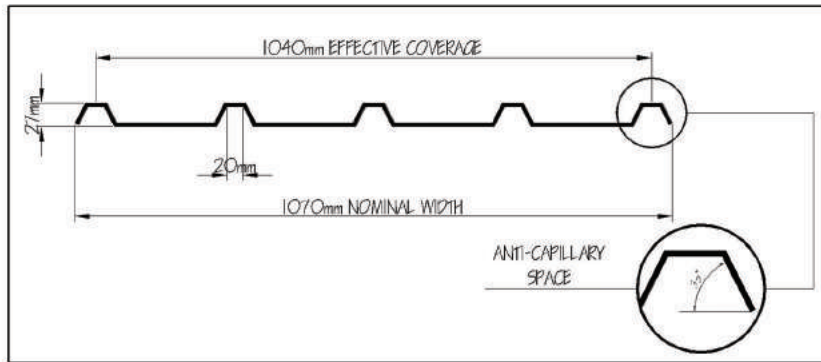 1040mm EFFECTIVE COVERAGE
27mm
20mm
1070mm NOMINAL WIDTH
ANTI-CAPILLARY
SPACE